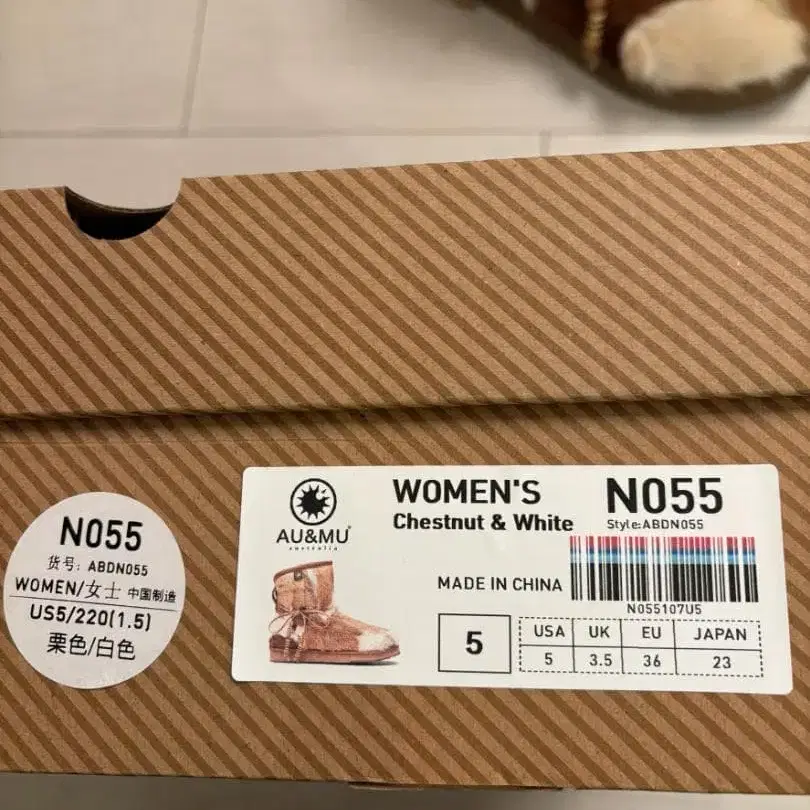 N055
货号: ABDN055
WOMEN/女士 中国制造
US5/220(1.5)
栗色/白色
AU&MU
australia
WOMEN'S
Chestnut & White
N055
Style:ABDN055
MADE IN CHINA
N055107U5
5
USA UK EU JAPAN
5 3.5 36 23